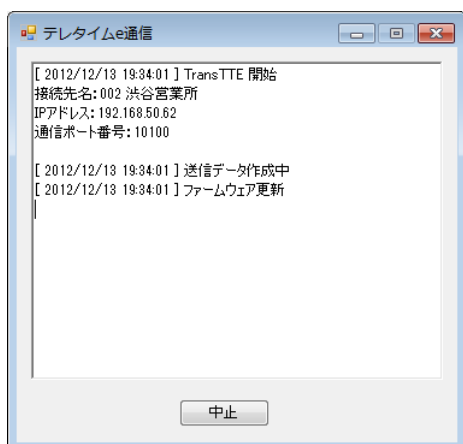 テレタイムe通信
[ 2012/12/13 19:34:01 ] TransTTE 開始
接続先名：002 渋谷営業所
IPアドレス：192.168.50.62
通信ポート番号：10100
[ 2012/12/13 19:34:01 ] 送信データ作成中
[ 2012/12/13 19:34:01 ] ファームウェア更新
中止